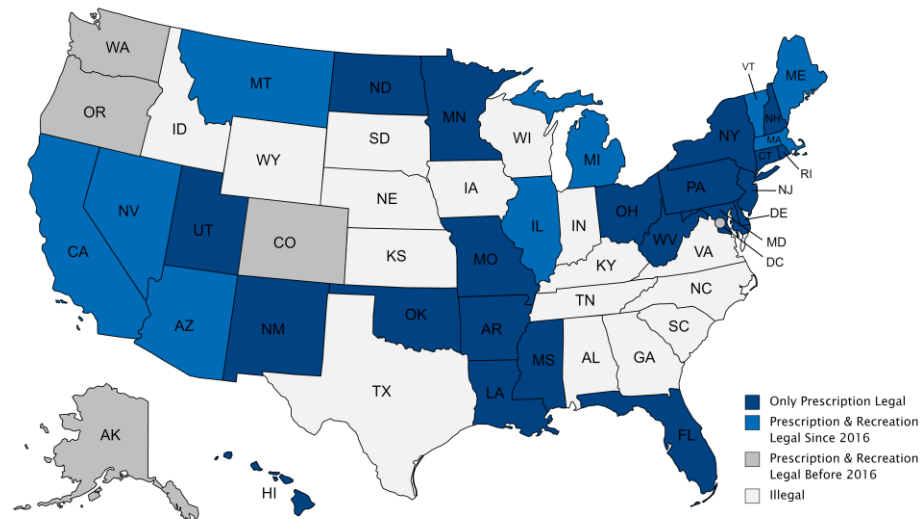 WA
OR
ID
MT
ND
MN
SD
WY
WI
MI
NE
IA
NV
UT
CO
CA
KS
IL
IN
OH
MO
KY
WV
VA
PA
NY
VT
ME
NH
MA
CT
RI
NJ
DE
MD
DC
AZ
NM
OK
AR
TN
NC
SC
MS
AL
GA
LA
TX
FL
AK
HI
Only Prescription Legal
Prescription & Recreation
Legal Since 2016
Prescription & Recreation
Legal Before 2016
Illegal